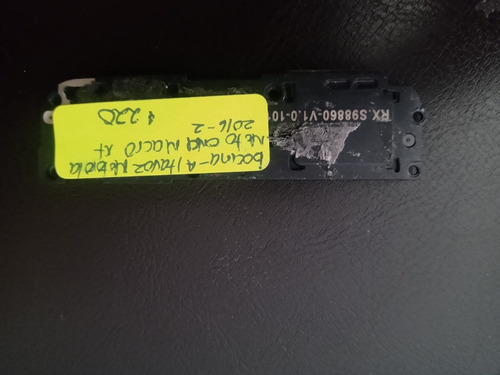 bocina-Altavoz Motorola
Moto one Macro xt
2016-2
$220
RX S98860-V1.0-10